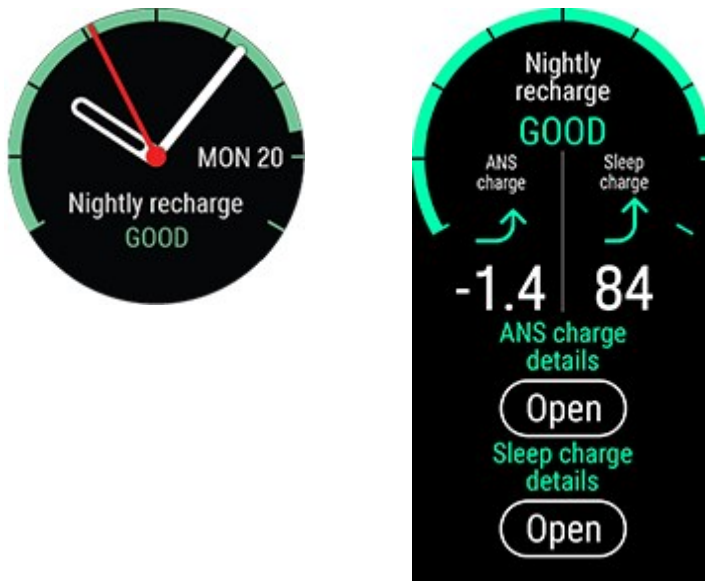 MON 20
Nightly recharge
GOOD
Nightly
recharge
GOOD
ANS
charge
Sleep
charge
-1.4
84
ANS charge
details
Open
Sleep charge
details
Open